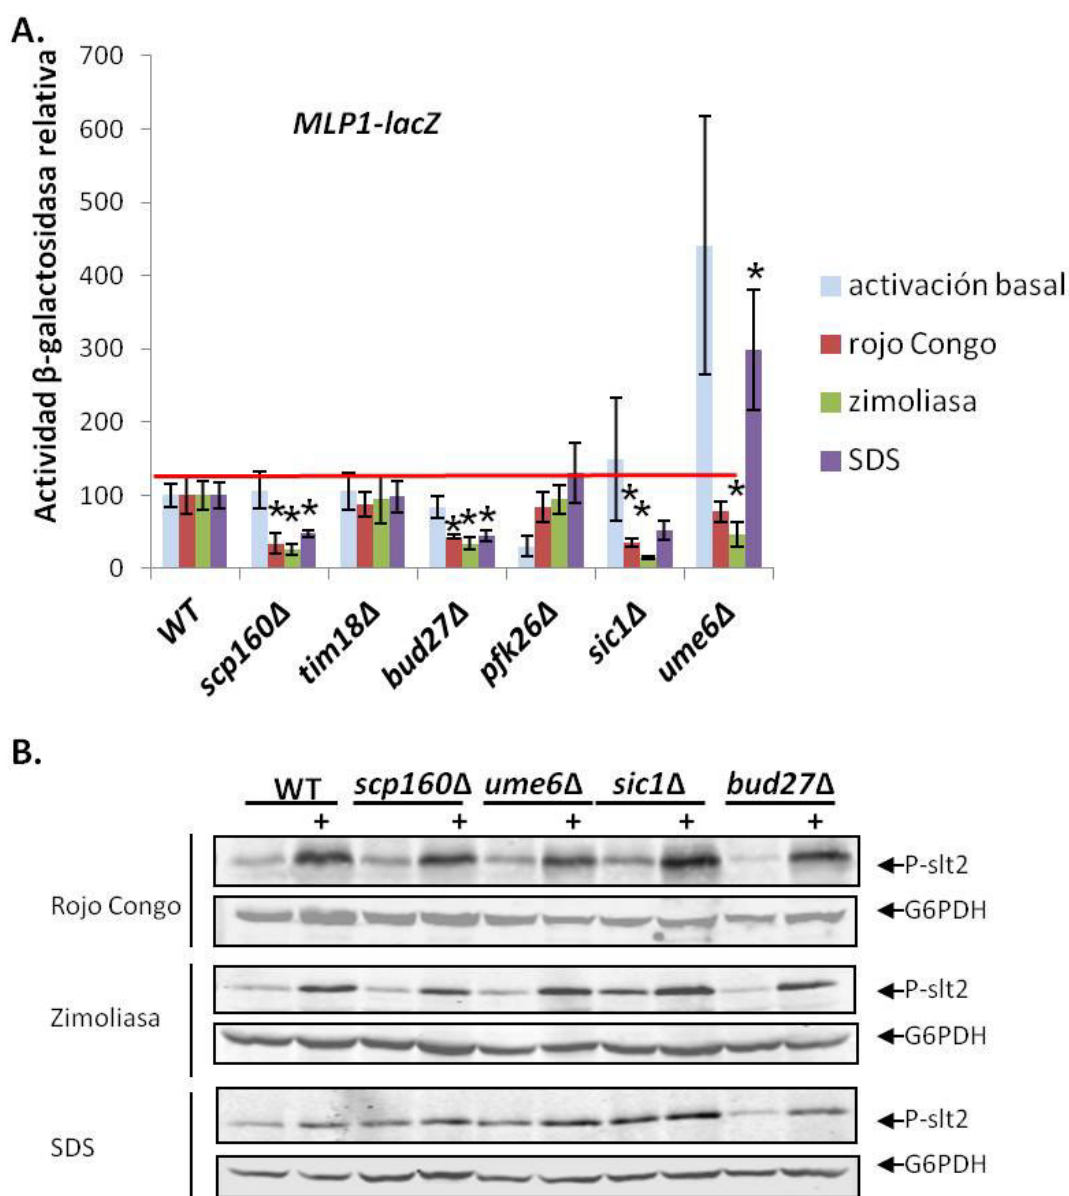 A.
Actividad β-galactosidasa relativa
700
600
500
400
300
200
100
0
MLP1-lacZ
* * *
* * *
* *
* *
activación basal
rojo Congo
zimoliasa
SDS
WT
scp160Δ
tim18Δ
bud27Δ
pfk26Δ
sic1Δ
ume6Δ
B.
WT scp160Δ ume6Δ sic1Δ bud27Δ
+ + + + +
Rojo Congo
P-slt2
G6PDH
Zimoliasa
P-slt2
G6PDH
SDS
P-slt2
G6PDH